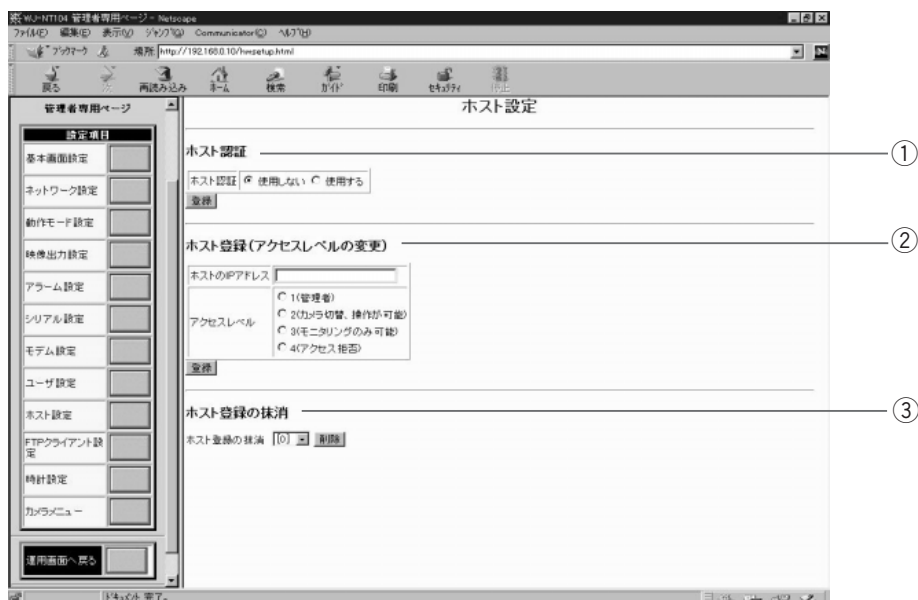 WJ-NT104 管理者専用ページ - Netscape
ファイル(F) 編集(E) 表示(V) ジャンプ(G) Communicator(C) ヘルプ(H)
ブックマーク 場所 http://192.168.0.10/hwsetup.html
戻る 次 再読み込み ホーム 検索 ガイド 印刷 セキュリティ 停止
管理者専用ページ
設定項目
基本画面設定
ネットワーク設定
動作モード設定
映像出力設定
アラーム設定
シリアル設定
モデム設定
ユーザ設定
ホスト設定
FTPクライアント設
定
時計設定
カメラメニュー
運用画面へ戻る
ホスト設定
ホスト認証 ①
ホスト認証 使用しない 使用する
登録
ホスト登録(アクセスレベルの変更) ②
ホストのIPアドレス
アクセスレベル
1(管理者)
2(カメラ切替、操作が可能)
3(モニタリングのみ可能)
4(アクセス拒否)
登録
ホスト登録の抹消 ③
ホスト登録の抹消 [0] 削除
ドキュメント:完了。